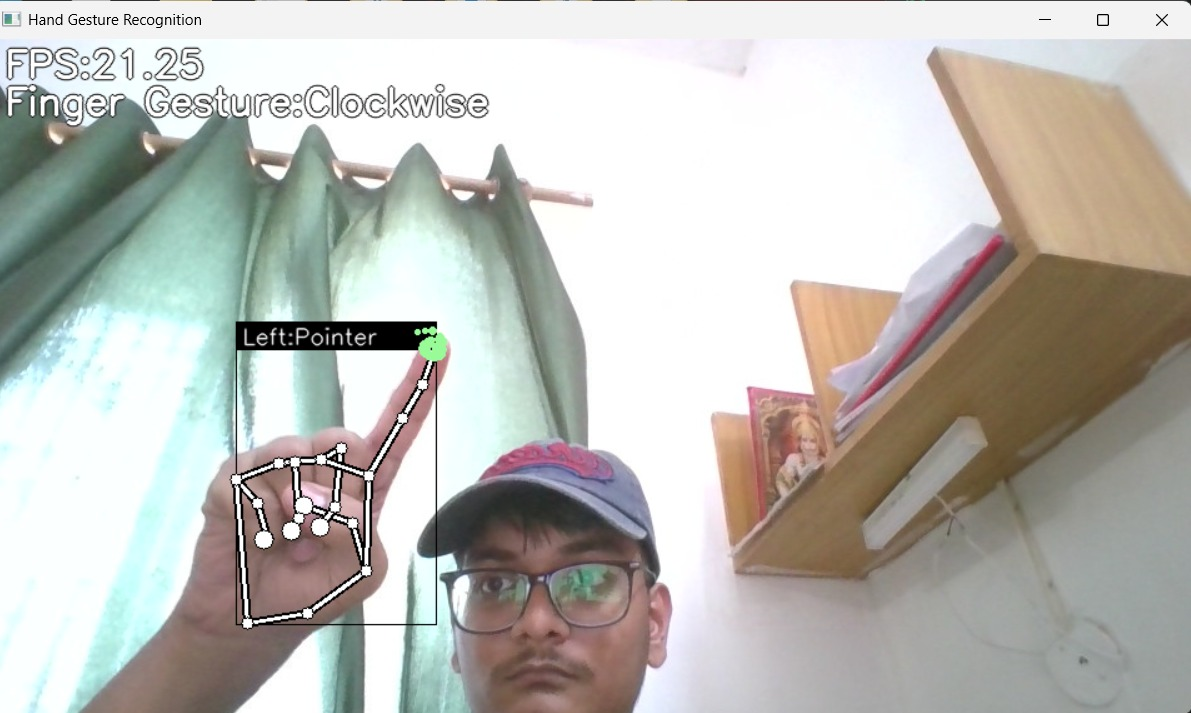 Hand Gesture Recognition
FPS:21.25
Finger Gesture:Clockwise
Left:Pointer